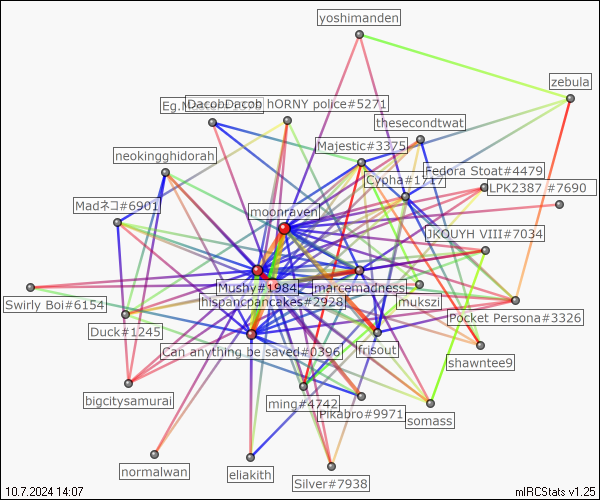 yoshimanden
zebula
Eg.
Dacob hORNY police#5271
thesecondtwat
Majestic#3375
neokingghidorah
Fedora Stoat#4479
Cypha#1717
LPK2387 #7690
Madネコ#6901
moonraven
JKQUYH VIII#7034
Mushy#1984
marcemadness
Swirly Boi#6154
hispancpancakes#2928
mukszi
Pocket Persona#3326
Duck#1245
Can anything be saved#0396
frisout
shawntee9
bigcitysamurai
ming#4742
Pikabro#9971
somass
normalwan
eliakith
Silver#7938
10.7.2024 14:07
mIRCStats v1.25